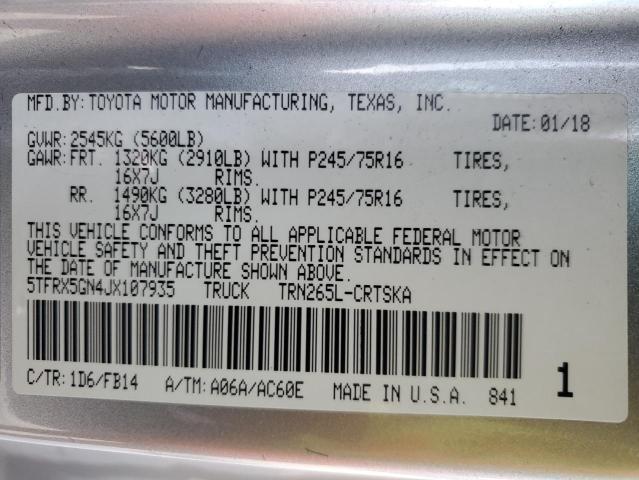 MFD.BY:TOYOTA MOTOR MANUFACTURING, TEXAS, INC.
DATE:01/18
GVWR:2545KG (5600LB)
GAWR:FRT. 1320KG (2910LB) WITH P245/75R16 TIRES,
16X7J RIMS.
RR. 1490KG (3280LB) WITH P245/75R16 TIRES,
16X7J RIMS.
THIS VEHICLE CONFORMS TO ALL APPLICABLE FEDERAL MOTOR
VEHICLE SAFETY AND THEFT PREVENTION STANDARDS IN EFFECT ON
THE DATE OF MANUFACTURE SHOWN ABOVE.
5TFRX5GN4JX107935 TRUCK TRN265L-CRTSKA
C/TR:1D6/FB14 A/TM:A06A/AC60E MADE IN U.S.A. 841
1